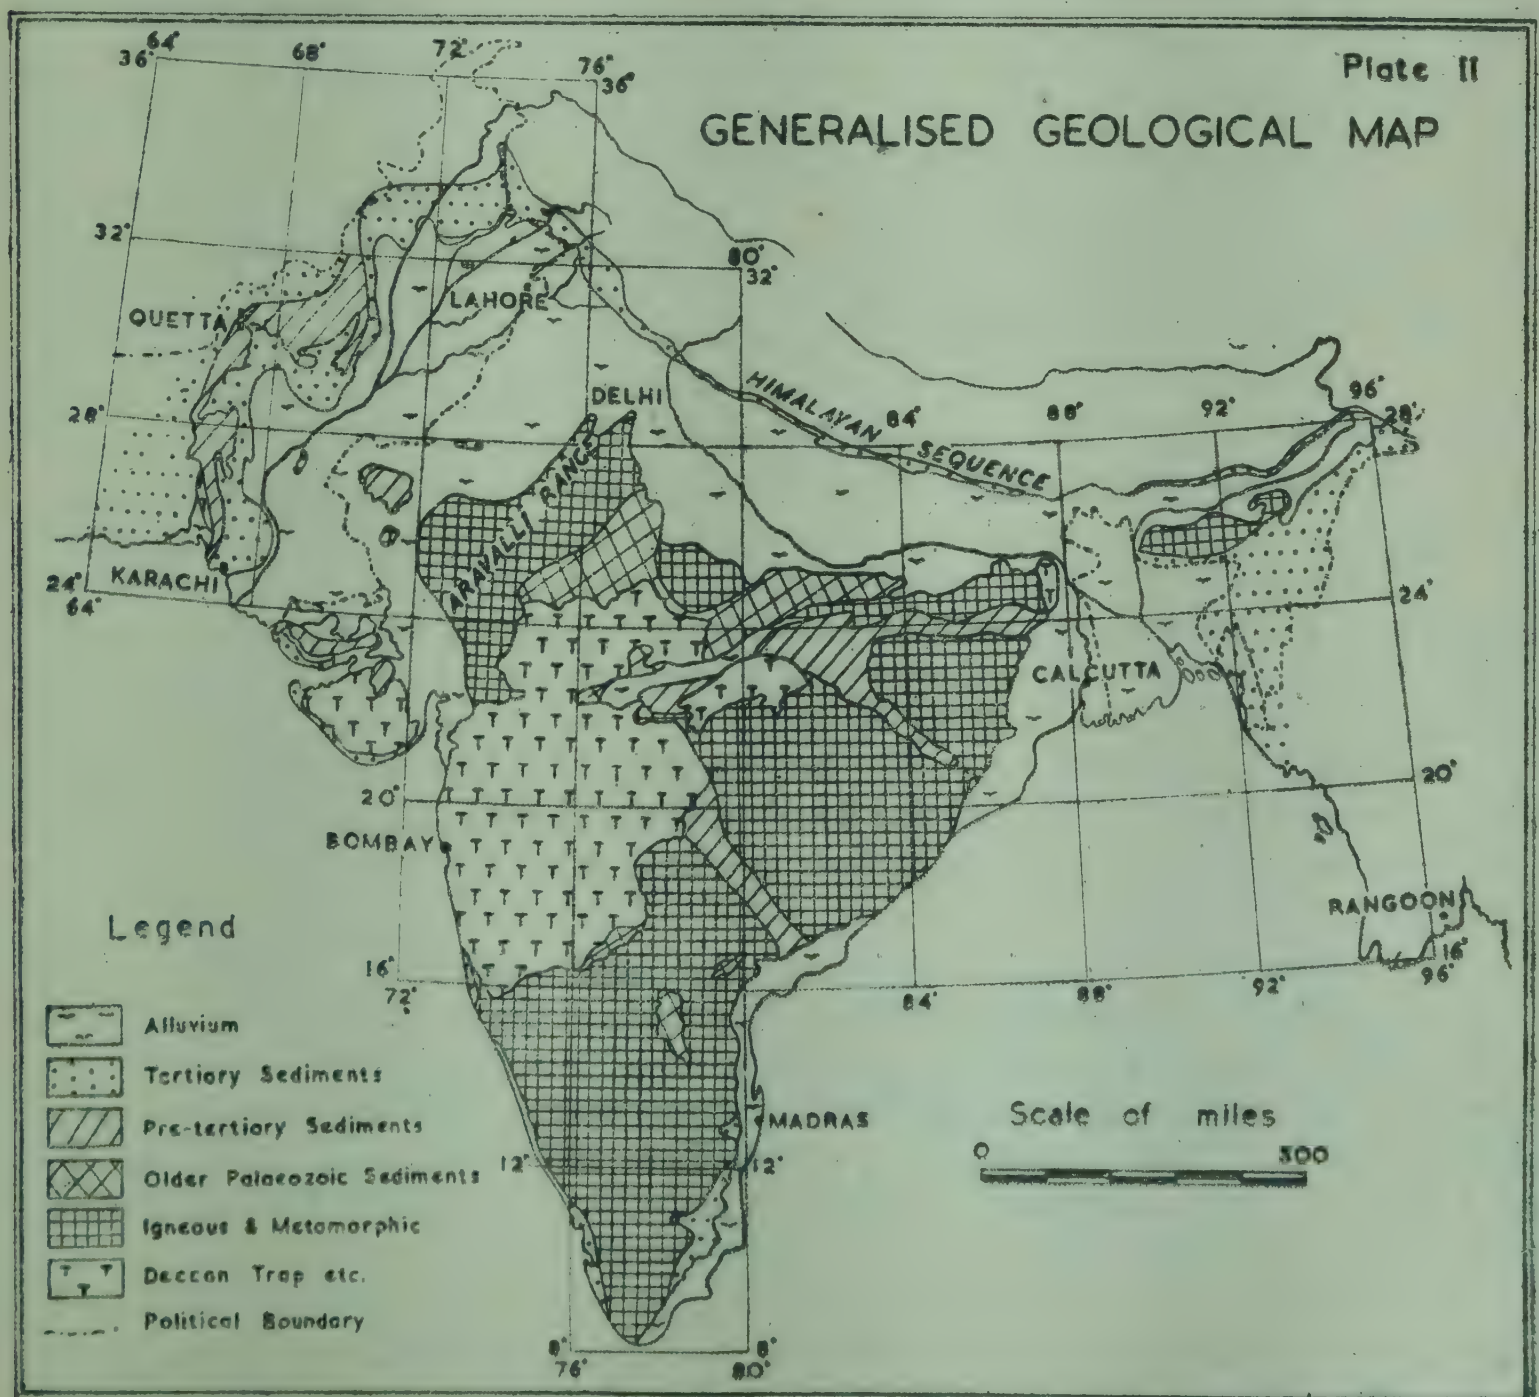 Plate II
GENERALISED GEOLOGICAL MAP
64°
36°
68°
72°
76°
36°
32°
80°
32°
QUETTA
LAHORE
DELHI
HIMALAYAN SEQUENCE
84°
88°
92°
96°
28°
28°
ARAVALLI RANGE
KARACHI
24°
64°
24°
CALCUTTA
20°
20°
BOMBAY
RANGOON
16°
96°
16°
72°
84°
88°
92°
Legend
Alluvium
Tertiary Sediments
Pre-tertiary Sediments
Older Palaeozoic Sediments
Igneous & Metamorphic
Deccan Trap etc.
Political Boundary
MADRAS
12°
12°
Scale of miles
0 300
8°
76°
8°
80°